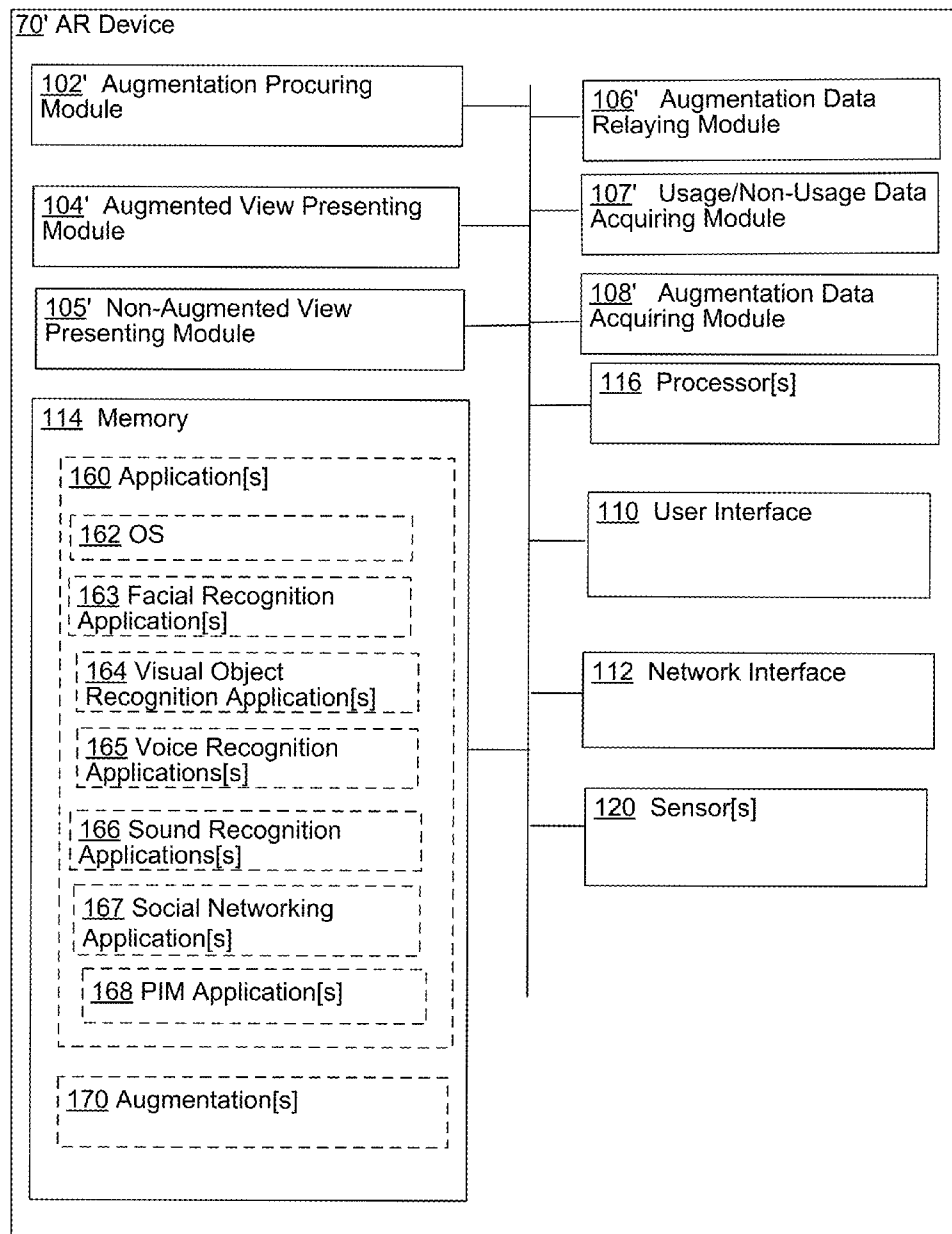 70' AR Device
102' Augmentation Procuring
Module
104' Augmented View Presenting
Module
105' Non-Augmented View
Presenting Module
114 Memory
160 Application[s]
162 OS
163 Facial Recognition
Application[s]
164 Visual Object
Recognition Application[s]
165 Voice Recognition
Applications[s]
166 Sound Recognition
Applications[s]
167 Social Networking
Application[s]
168 PIM Application[s]
170 Augmentation[s]
106' Augmentation Data
Relaying Module
107' Usage/Non-Usage Data
Acquiring Module
108' Augmentation Data
Acquiring Module
116 Processor[s]
110 User Interface
112 Network Interface
120 Sensor[s]